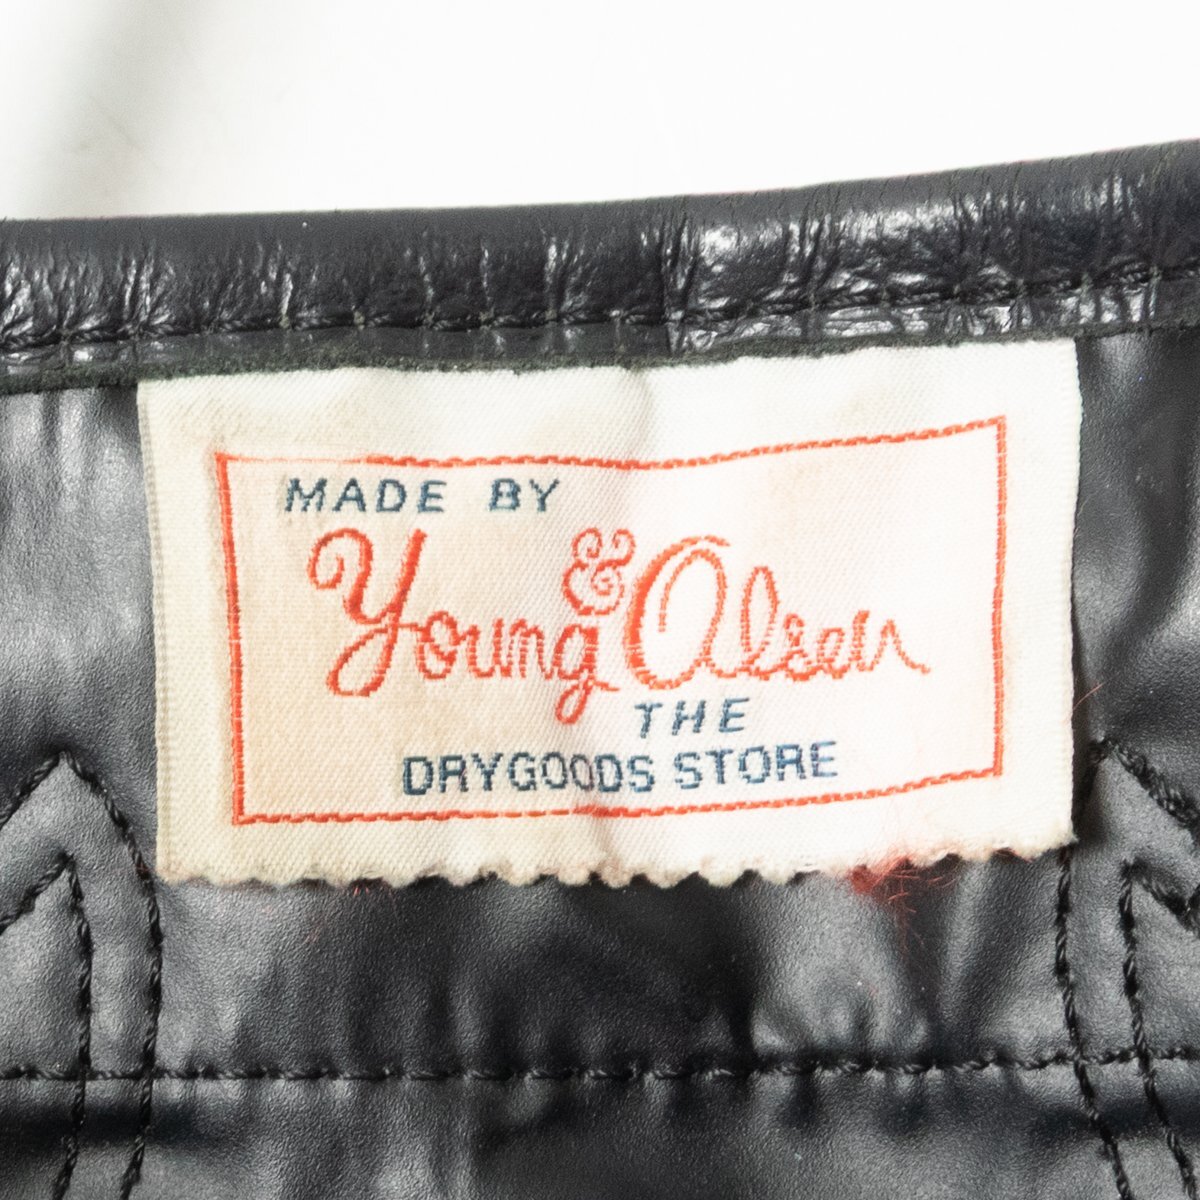 MADE BY
Young & Olsen
THE
DRYGOODS STORE